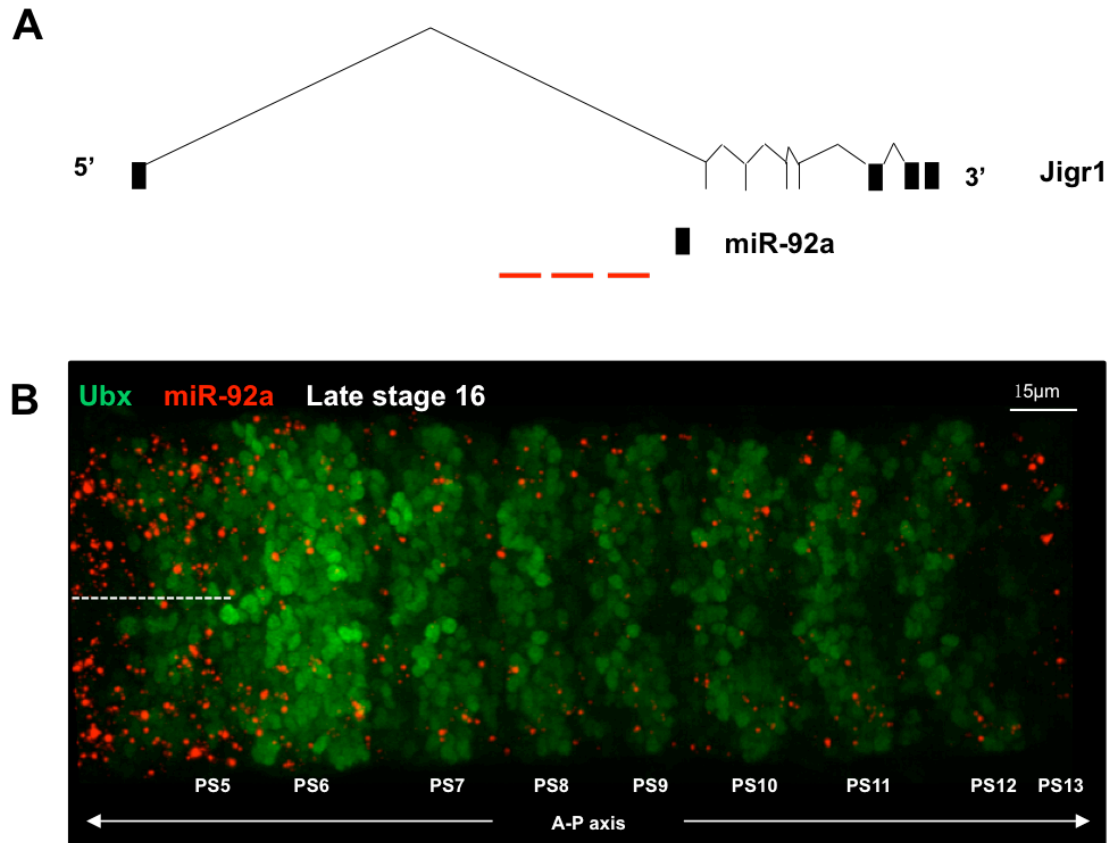 A
5’
3’
Jigr1
miR-92a
B
Ubx miR-92a Late stage 16
15µm
PS5 PS6 PS7 PS8 PS9 PS10 PS11 PS12 PS13
A-P axis